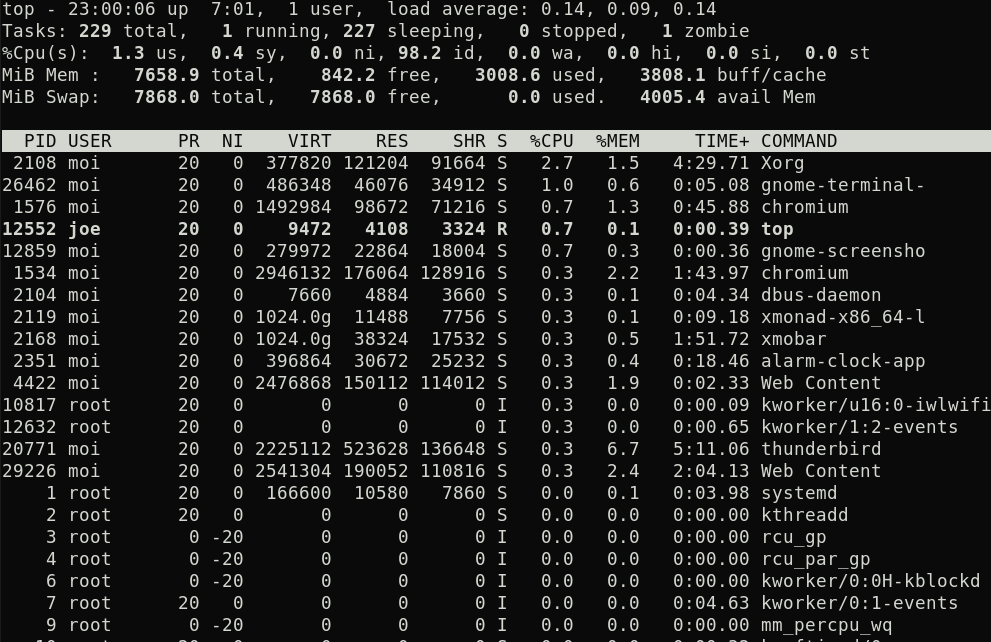 top - 23:00:06 up  7:01,  1 user,  load average: 0.14, 0.09, 0.14
Tasks: 229 total,   1 running, 227 sleeping,   0 stopped,   1 zombie
%Cpu(s):  1.3 us,  0.4 sy,  0.0 ni, 98.2 id,  0.0 wa,  0.0 hi,  0.0 si,  0.0 st
MiB Mem :   7658.9 total,    842.2 free,   3008.6 used,   3808.1 buff/cache
MiB Swap:   7868.0 total,   7868.0 free,      0.0 used.   4005.4 avail Mem
  PID USER      PR  NI    VIRT    RES    SHR S  %CPU  %MEM     TIME+ COMMAND
 2108 moi       20   0  377820 121204  91664 S   2.7   1.5   4:29.71 Xorg
26462 moi       20   0  486348  46076  34912 S   1.0   0.6   0:05.08 gnome-terminal-
 1576 moi       20   0 1492984  98672  71216 S   0.7   1.3   0:45.88 chromium
12552 joe       20   0    9472   4108   3324 R   0.7   0.1   0:00.39 top
12859 moi       20   0  279972  22864  18004 S   0.7   0.3   0:00.36 gnome-screensho
 1534 moi       20   0 2946132 176064 128916 S   0.3   2.2   1:43.97 chromium
 2104 moi       20   0    7660   4884   3660 S   0.3   0.1   0:04.34 dbus-daemon
 2119 moi       20   0 1024.0g  11488   7756 S   0.3   0.1   0:09.18 xmonad-x86_64-l
 2168 moi       20   0 1024.0g  38324  17532 S   0.3   0.5   1:51.72 xmobar
 2351 moi       20   0  396864  30672  25232 S   0.3   0.4   0:18.46 alarm-clock-app
 4422 moi       20   0 2476868 150112 114012 S   0.3   1.9   0:02.33 Web Content
10817 root      20   0       0      0      0 I   0.3   0.0   0:00.09 kworker/u16:0-iwlwifi
12632 root      20   0       0      0      0 I   0.3   0.0   0:00.65 kworker/1:2-events
20771 moi       20   0 2225112 523628 136648 S   0.3   6.7   5:11.06 thunderbird
29226 moi       20   0 2541304 190052 110816 S   0.3   2.4   2:04.13 Web Content
    1 root      20   0  166600  10580   7860 S   0.0   0.1   0:03.98 systemd
    2 root      20   0       0      0      0 S   0.0   0.0   0:00.00 kthreadd
    3 root       0 -20       0      0      0 I   0.0   0.0   0:00.00 rcu_gp
    4 root       0 -20       0      0      0 I   0.0   0.0   0:00.00 rcu_par_gp
    6 root       0 -20       0      0      0 I   0.0   0.0   0:00.00 kworker/0:0H-kblockd
    7 root      20   0       0      0      0 I   0.0   0.0   0:04.63 kworker/0:1-events
    9 root       0 -20       0      0      0 I   0.0   0.0   0:00.00 mm_percpu_wq